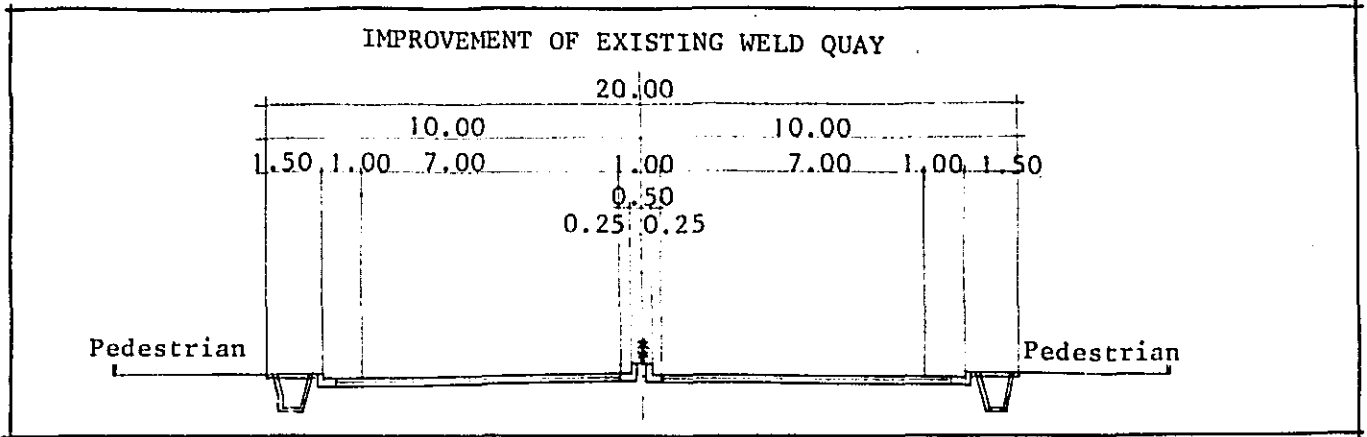 IMPROVEMENT OF EXISTING WELD QUAY
20.00
10.00 10.00
1.50 1.00 7.00 1.00 7.00 1.00 1.50
0.50
0.25 0.25
Pedestrian Pedestrian